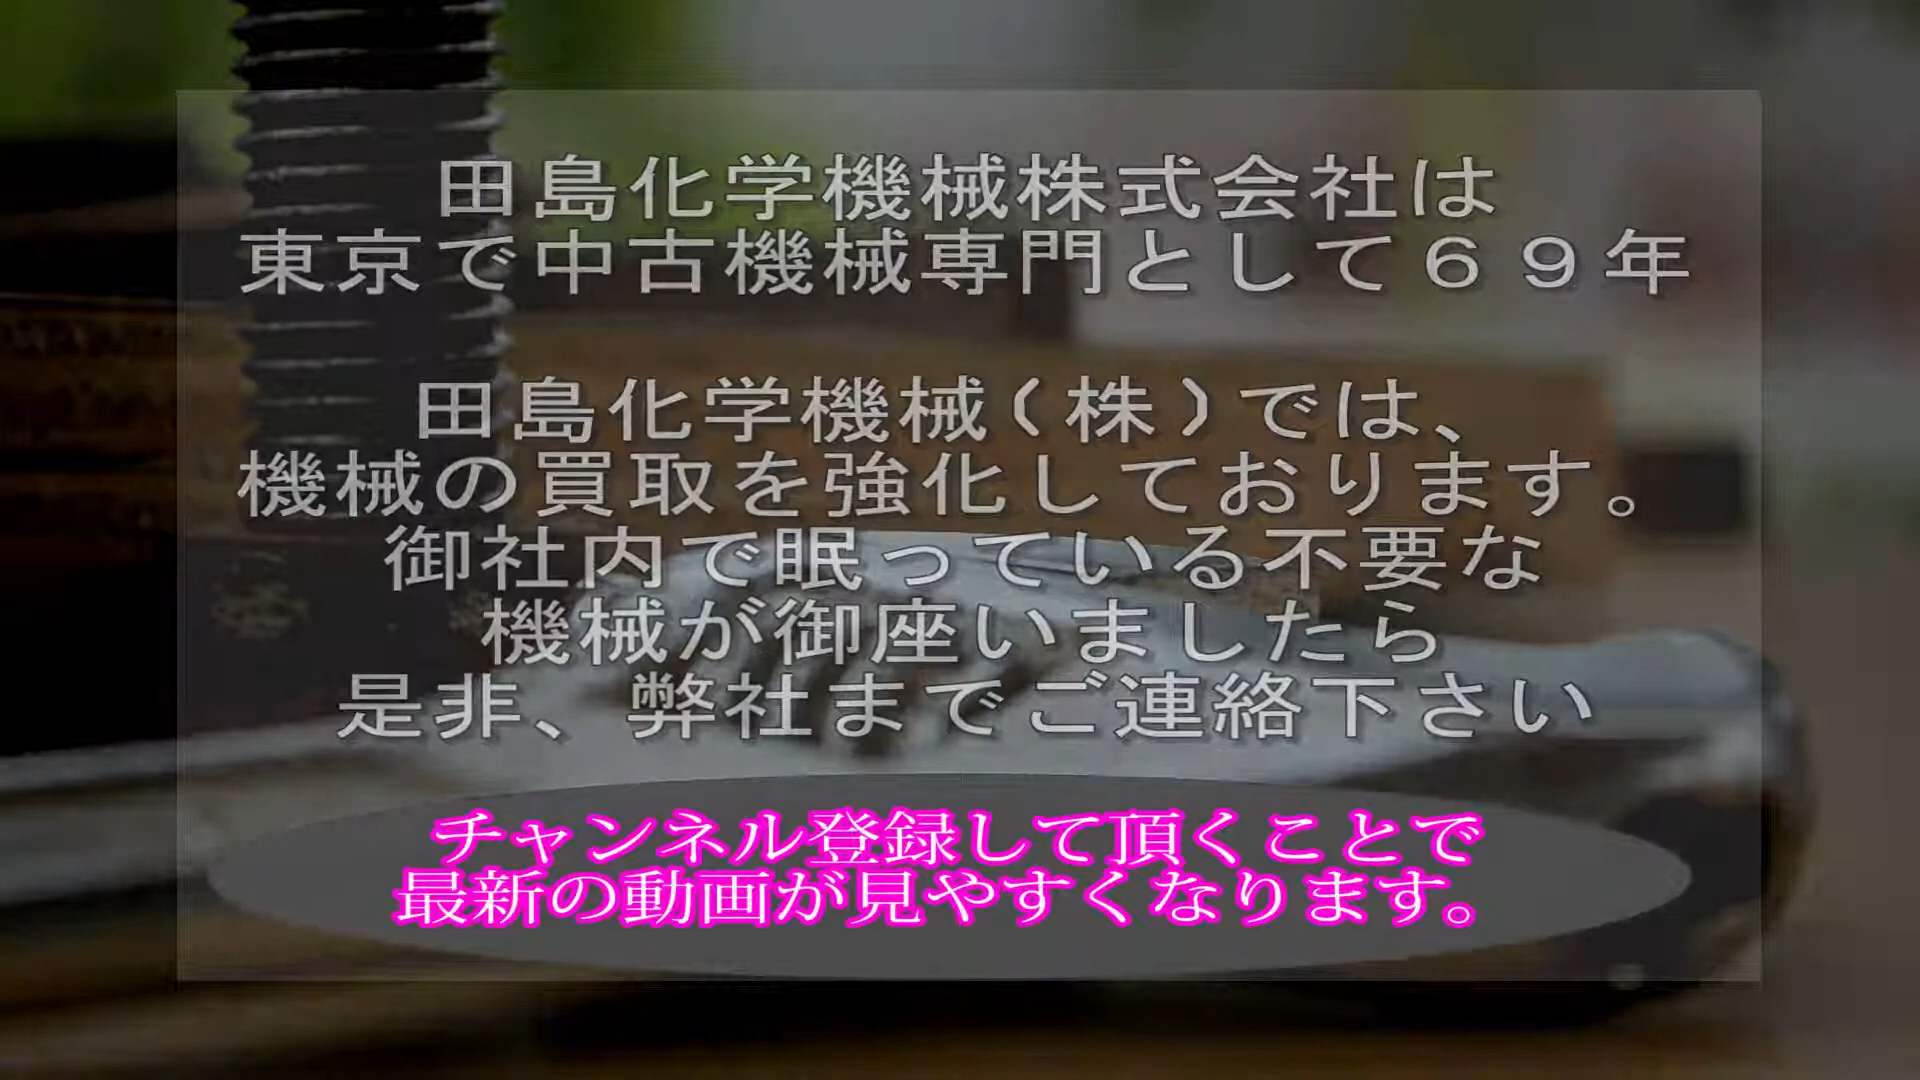 田島化学機械株式会社は
東京で中古機械専門として６９年
田島化学機械(株)では、
機械の買取を強化しております。
御社内で眠っている不要な
機械が御座いましたら
是非、弊社までご連絡下さい
チャンネル登録して頂くことで
最新の動画が見やすくなります。